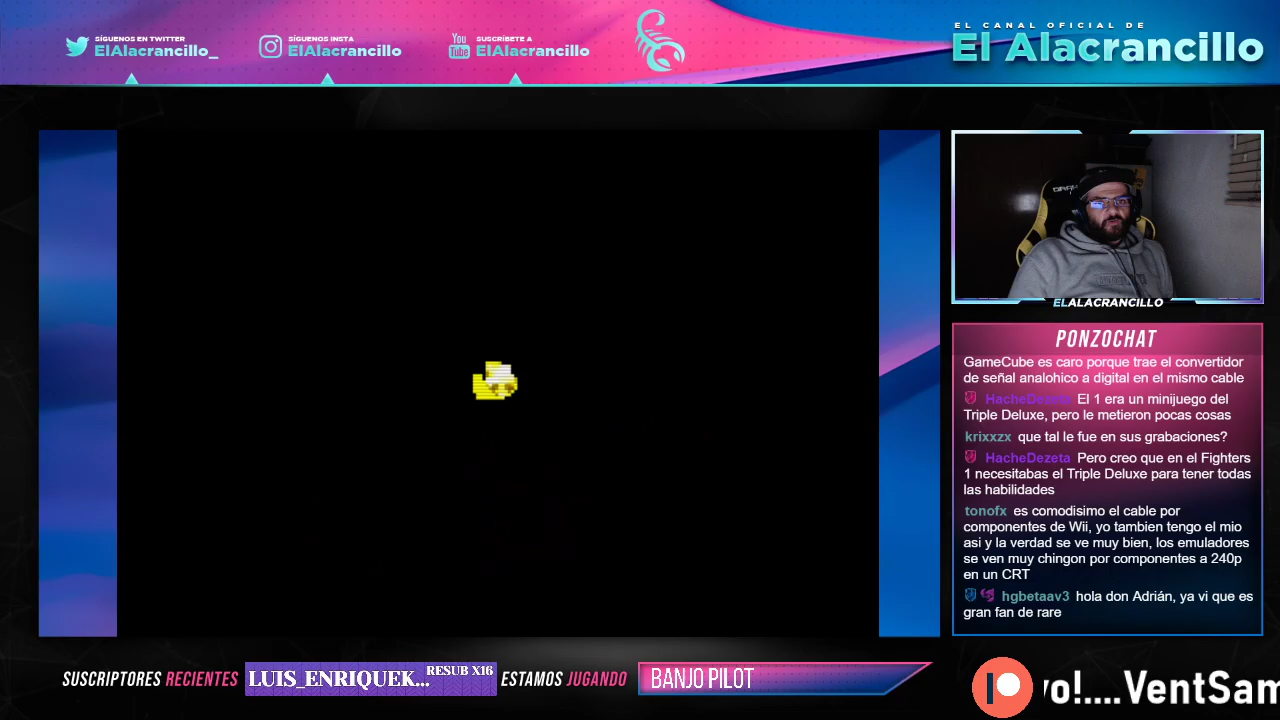 SÍGUENOS EN TWITTER
ElAlacrancillo_
SÍGUENOS INSTA
ElAlacrancillo
You
Tube
SUSCRÍBETE A
ElAlacrancillo
EL CANAL OFICIAL DE
El Alacrancillo
ELALACRANCILLO
PONZOCHAT
GameCube es caro porque trae el convertidor
de señal analohico a digital en el mismo cable
HacheDezeta El 1 era un minijuego del
Triple Deluxe, pero le metieron pocas cosas
krixxzx que tal le fue en sus grabaciones?
HacheDezeta Pero creo que en el Fighters
1 necesitabas el Triple Deluxe para tener todas
las habilidades
tonofx es comodisimo el cable por
componentes de Wii, yo tambien tengo el mio
asi y la verdad se ve muy bien, los emuladores
se ven muy chingon por componentes a 240p
en un CRT
hgbetaav3 hola don Adrián, ya vi que es
gran fan de rare
SUSCRIPTORES RECIENTES
LUIS_ENRIQUEK...
RESUB X16
ESTAMOS JUGANDO
BANJO PILOT
vo!....VentSam